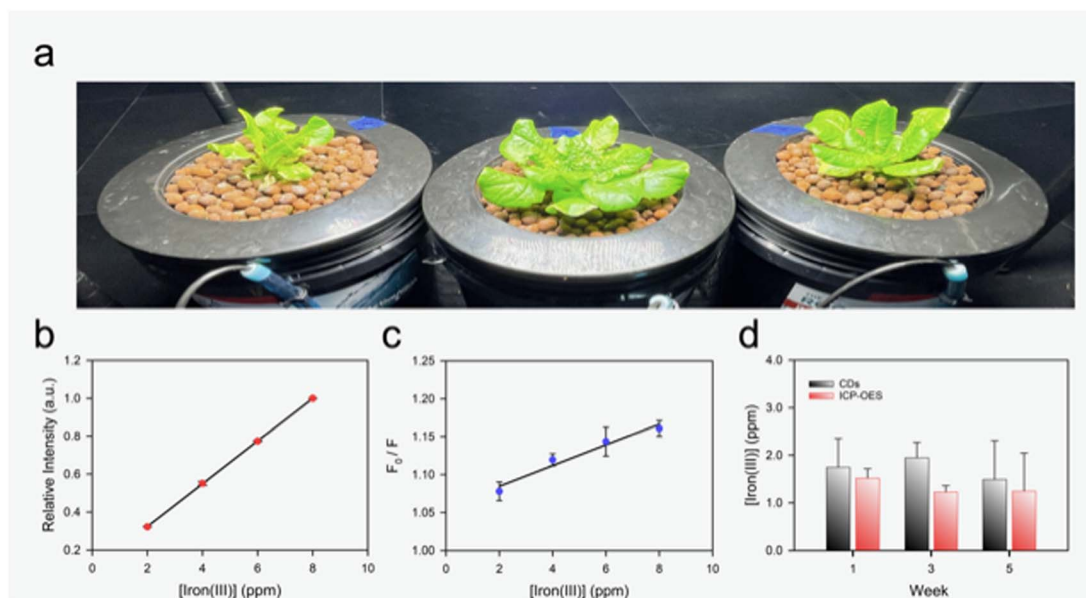 a
b
1.2
1.0
0.8
0.6
0.4
0.2
Relative Intensity (a.u.)
0 2 4 6 8 10
[Iron(III)] (ppm)
c
1.25
1.20
1.15
1.10
1.05
1.00
F0 / F
0 2 4 6 8 10
[Iron(III)] (ppm)
d
4.0
3.0
2.0
1.0
0.0
[Iron(III)] (ppm)
CDs
ICP-OES
1 3 5
Week